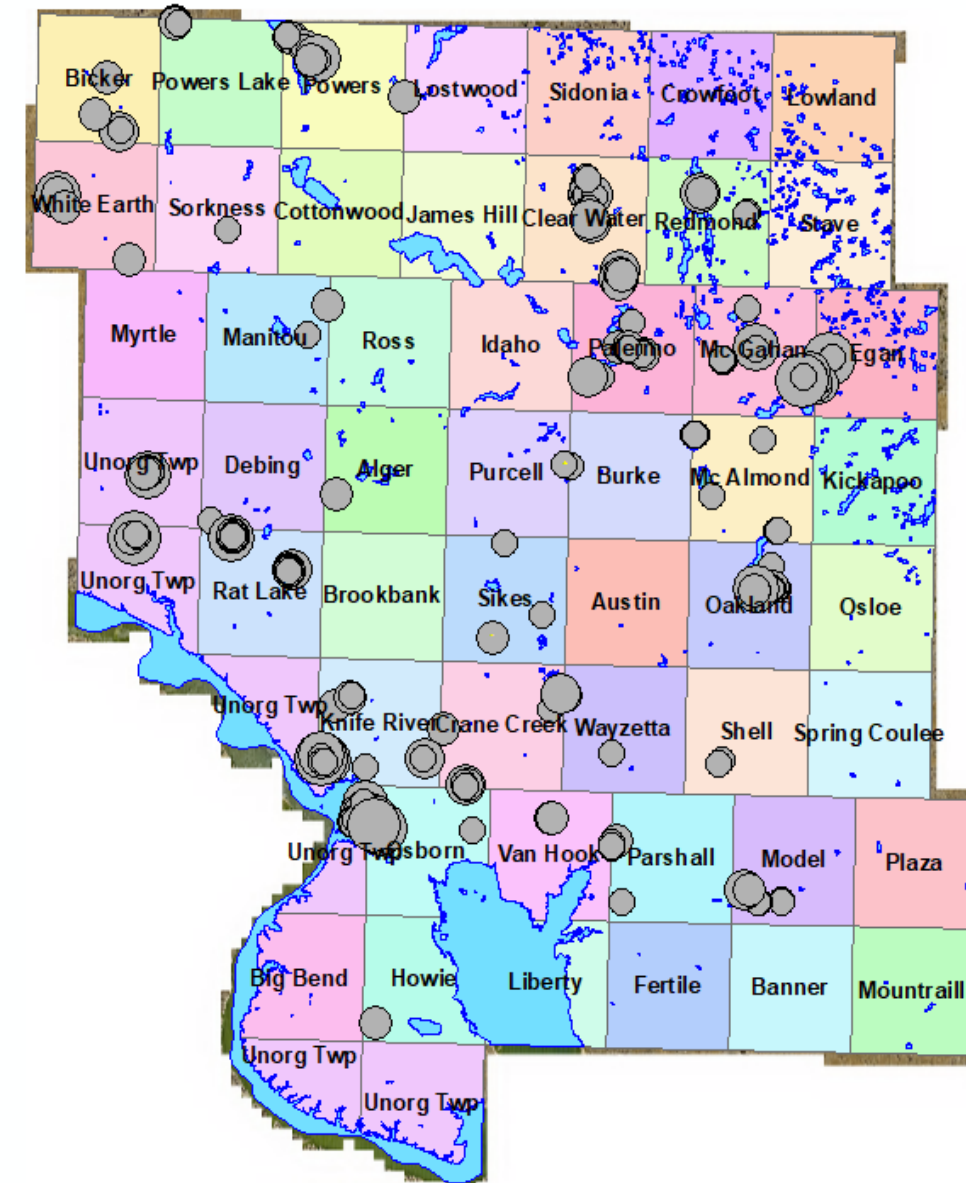 Bicker
Powers Lake
Powers
Lostwood
Sidonia
Crowfoot
Lowland
White Earth
Sorkness
Cottonwood
James Hill
Clear Water
Redmond
Stave
Myrtle
Manitou
Ross
Idaho
Palermo
Mc Gahan
Egan
Unorg Twp
Debing
Alger
Purcell
Burke
Mc Almond
Kickapoo
Unorg Twp
Rat Lake
Brookbank
Sikes
Austin
Oakland
Osloe
Unorg Twp
Knife River
Crane Creek
Wayzetta
Shell
Spring Coulee
Unorg Twp
Osborn
Van Hook
Parshall
Model
Plaza
Big Bend
Howie
Liberty
Fertile
Banner
Mountraill
Unorg Twp
Unorg Twp